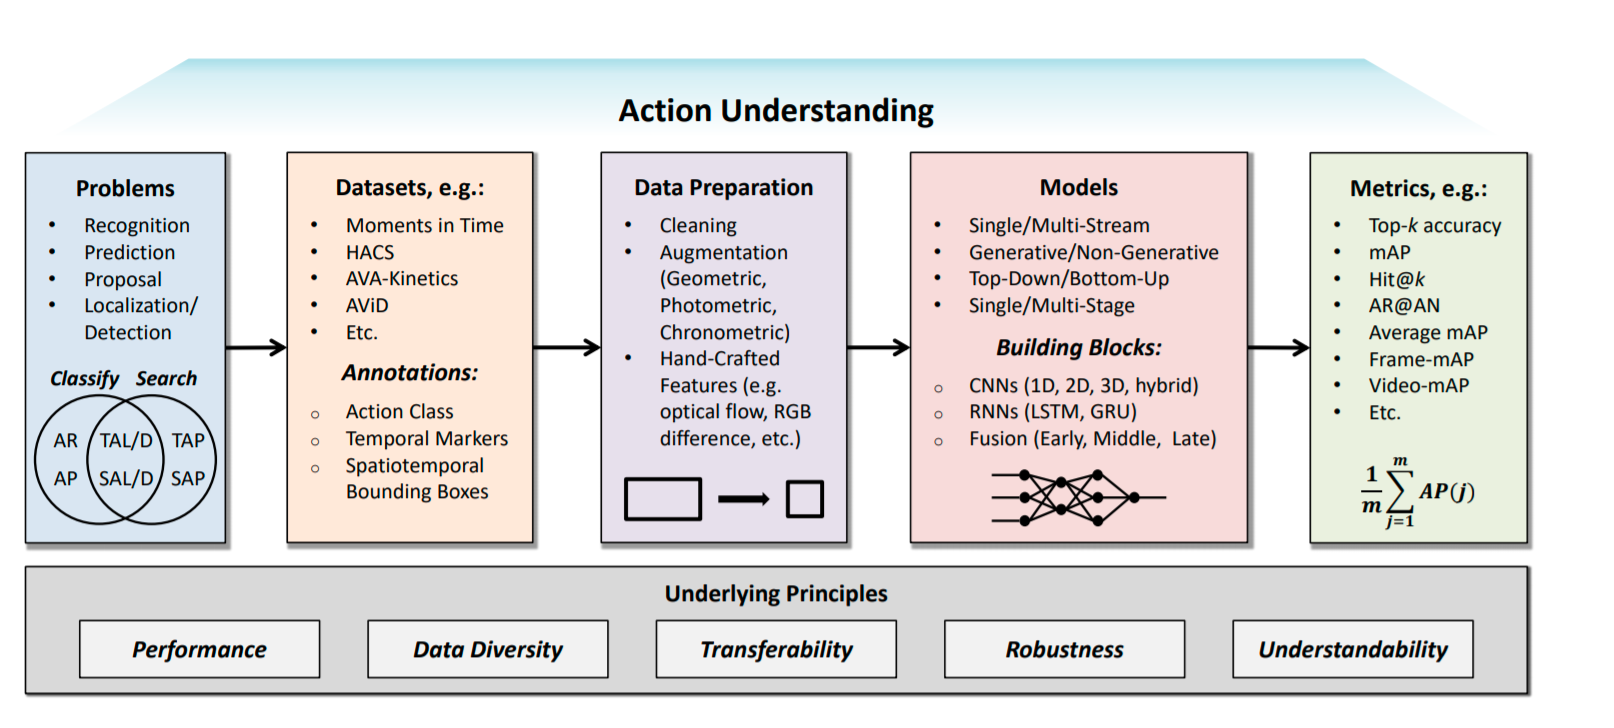 Action Understanding
Problems
• Recognition
• Prediction
• Proposal
• Localization/
Detection
Classify Search
AR TAL/D TAP
AP SAL/D SAP
Datasets, e.g.:
• Moments in Time
• HACS
• AVA-Kinetics
• AViD
• Etc.
Annotations:
o Action Class
o Temporal Markers
o Spatiotemporal
Bounding Boxes
Data Preparation
• Cleaning
• Augmentation
(Geometric,
Photometric,
Chronometric)
• Hand-Crafted
Features (e.g.
optical flow, RGB
difference, etc.)
Models
• Single/Multi-Stream
• Generative/Non-Generative
• Top-Down/Bottom-Up
• Single/Multi-Stage
Building Blocks:
o CNNs (1D, 2D, 3D, hybrid)
o RNNs (LSTM, GRU)
o Fusion (Early, Middle, Late)
Metrics, e.g.:
• Top-k accuracy
• mAP
• Hit@k
• AR@AN
• Average mAP
• Frame-mAP
• Video-mAP
• Etc.
1/m ∑_{j=1}^{m} AP(j)
Underlying Principles
Performance
Data Diversity
Transferability
Robustness
Understandability